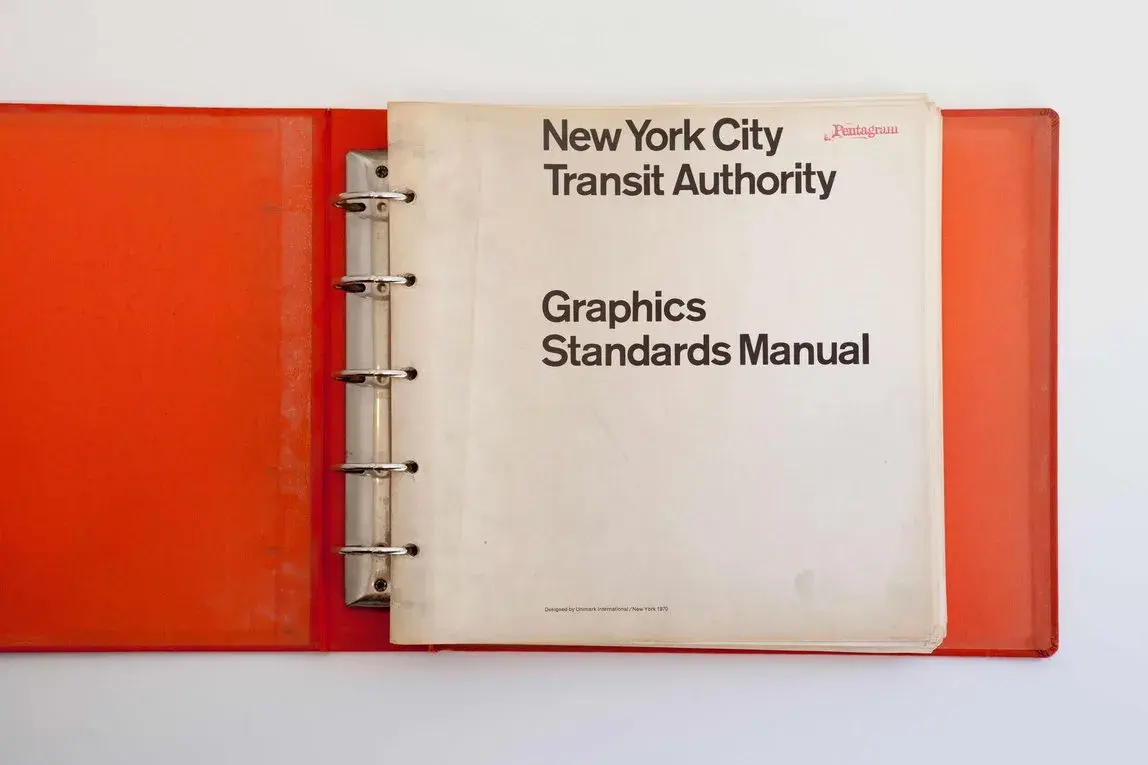 New York City
Transit Authority
Pentagram
Graphics
Standards Manual
Designed by Unimark International/New York 1970